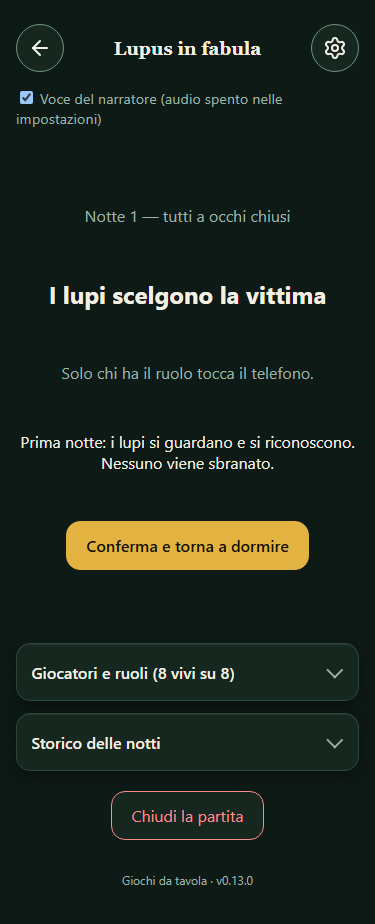 Lupus in fabula
Voce del narratore (audio spento nelle
impostazioni)
Notte 1 — tutti a occhi chiusi
I lupi scelgono la vittima
Solo chi ha il ruolo tocca il telefono.
Prima notte: i lupi si guardano e si riconoscono.
Nessuno viene sbranato.
Conferma e torna a dormire
Giocatori e ruoli (8 vivi su 8)
Storico delle notti
Chiudi la partita
Giochi da tavola · v0.13.0